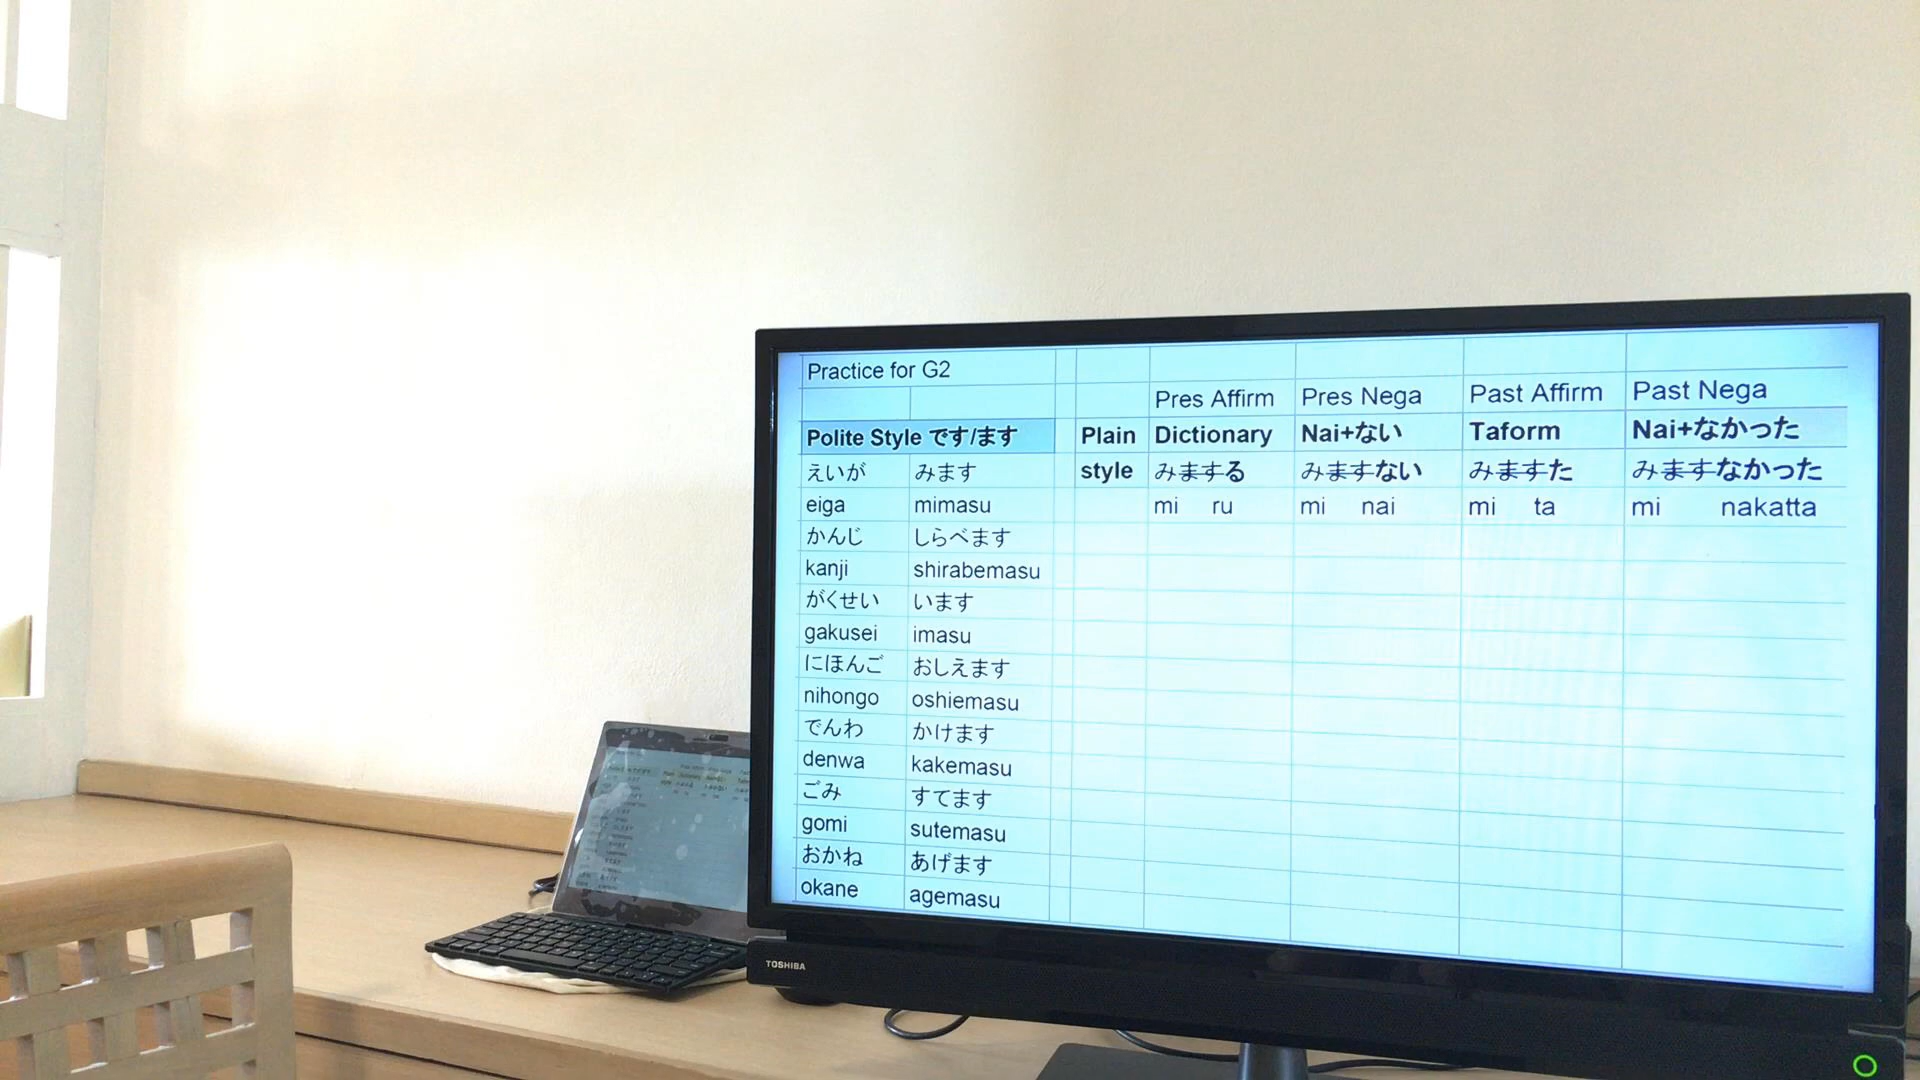 Practice for G2
Pres Affirm Pres Nega Past Affirm Past Nega
Polite Style です/ます Plain Dictionary Nai+ない Taform Nai+なかった
えいが みます style みまする みますない みますた みますなかった
eiga mimasu mi ru mi nai mi ta mi nakatta
かんじ しらべます
kanji shirabemasu
がくせい います
gakusei imasu
にほんご おしえます
nihongo oshiemasu
でんわ かけます
denwa kakemasu
ごみ すてます
gomi sutemasu
おかね あげます
okane agemasu
TOSHIBA